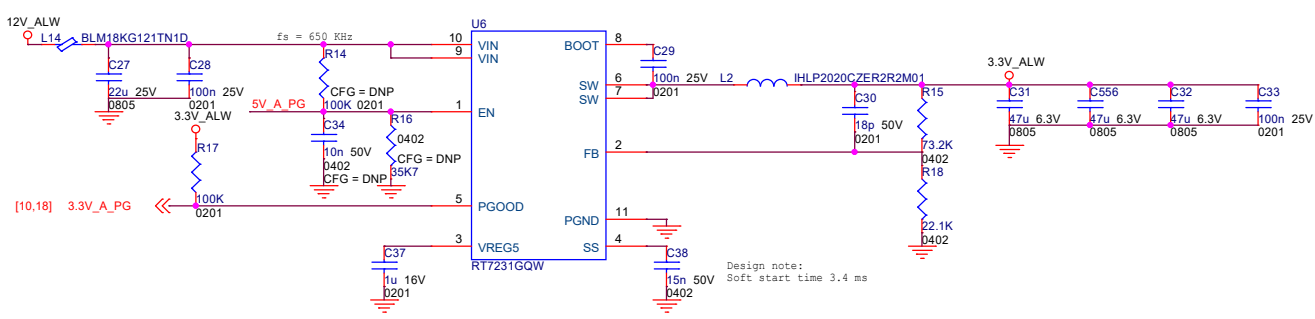 12V_ALW
L14 BLM18KG121TN1D
fs = 650 KHz
U6
C27
22u 25V
0805
C28
100n 25V
0201
R14
CFG = DNP
100K 0201
5V_A_PG
C34
10n 50V
0402
CFG = DNP
R16
0402
CFG = DNP
35K7
3.3V_ALW
R17
100K
0201
[10,18] 3.3V_A_PG
C37
1u 16V
0201
10 VIN
9 VIN
1 EN
5 PGOOD
3 VREG5
BOOT 8
SW 6
SW 7
FB 2
PGND 11
SS 4
RT7231GQW
C29
100n 25V
0201
L2 IHLP2020CZER2R2M01
C30
18p 50V
0201
R15
73.2K
0402
R18
22.1K
0402
3.3V_ALW
C31
47u 6.3V
0805
C556
47u 6.3V
0805
C32
47u 6.3V
0805
C33
100n 25V
0201
C38
15n 50V
0402
Design note:
Soft start time 3.4 ms